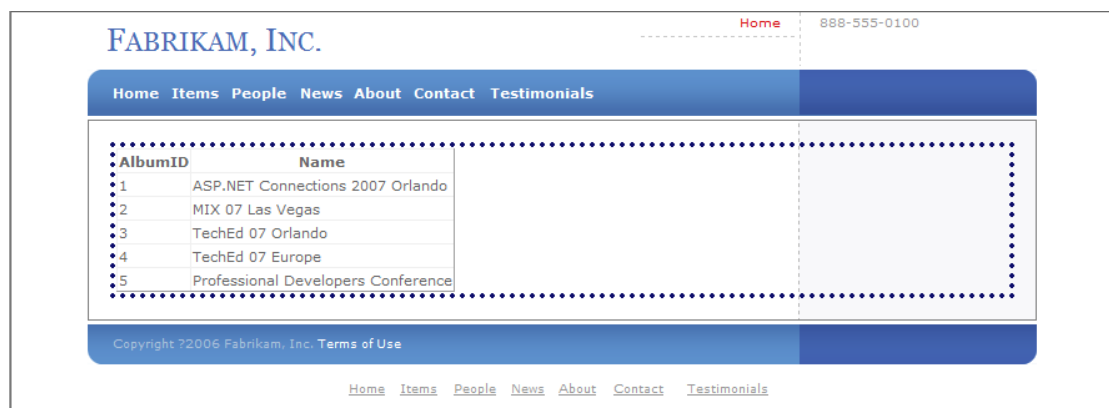 Home 888-555-0100
FABRIKAM, INC.
Home Items People News About Contact Testimonials
AlbumID Name
1 ASP.NET Connections 2007 Orlando
2 MIX 07 Las Vegas
3 TechEd 07 Orlando
4 TechEd 07 Europe
5 Professional Developers Conference
Copyright ?2006 Fabrikam, Inc. Terms of Use
Home Items People News About Contact Testimonials